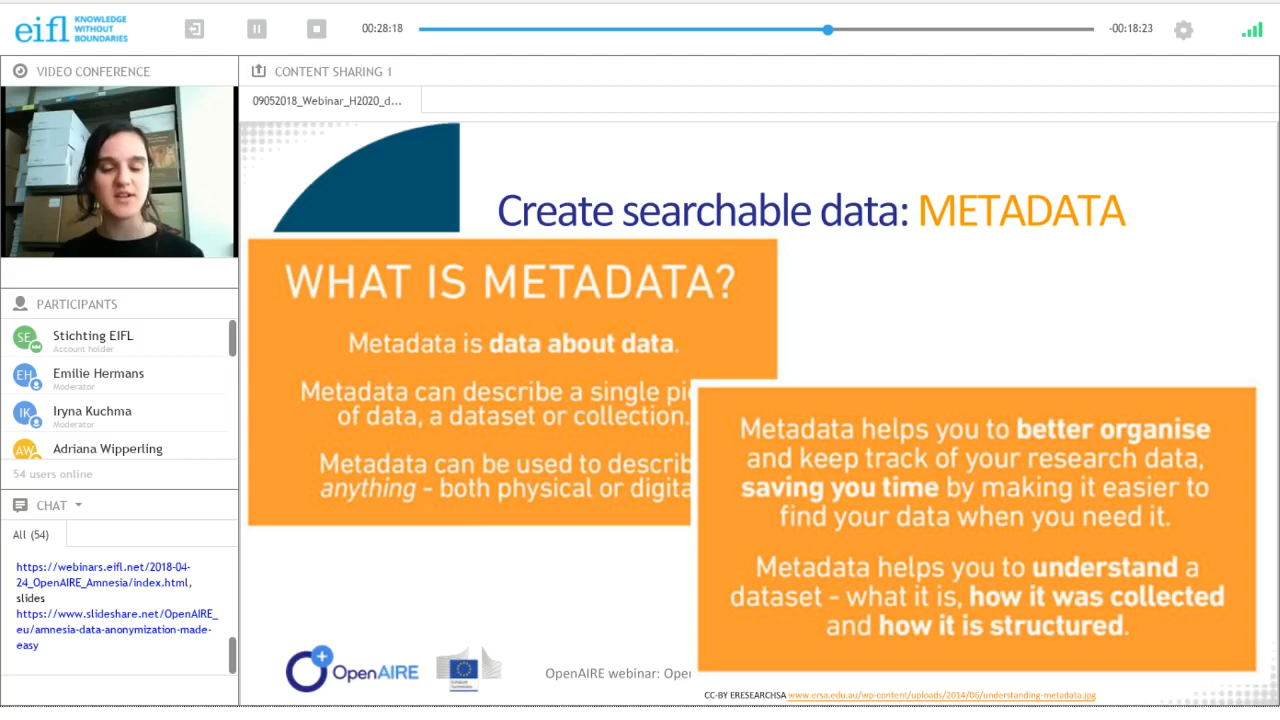 eifl KNOWLEDGE
WITHOUT
BOUNDARIES
00:28:18
-00:18:23
VIDEO CONFERENCE
CONTENT SHARING 1
09052018_Webinar_H2020_d...
Create searchable data: METADATA
WHAT IS METADATA?
Metadata is data about data.
Metadata can describe a single pi
of data, a dataset or collection.
Metadata can be used to describ
anything - both physical or digita
Metadata helps you to better organise
and keep track of your research data,
saving you time by making it easier to
find your data when you need it.
Metadata helps you to understand a
dataset - what it is, how it was collected
and how it is structured.
OpenAIRE
OpenAIRE webinar: Oper
CC-BY ERESEARCHSA www.ersa.edu.au/wp-content/uploads/2014/06/understanding-metadata.jpg
PARTICIPANTS
SE Stichting EIFL
Account holder
EH Emilie Hermans
Moderator
IK Iryna Kuchma
Moderator
AW Adriana Wipperling
54 users online
CHAT
All (54)
https://webinars.eifl.net/2018-04-
24_OpenAIRE_Amnesia/index.html,
slides
https://www.slideshare.net/OpenAIRE_
eu/amnesia-data-anonymization-made-
easy